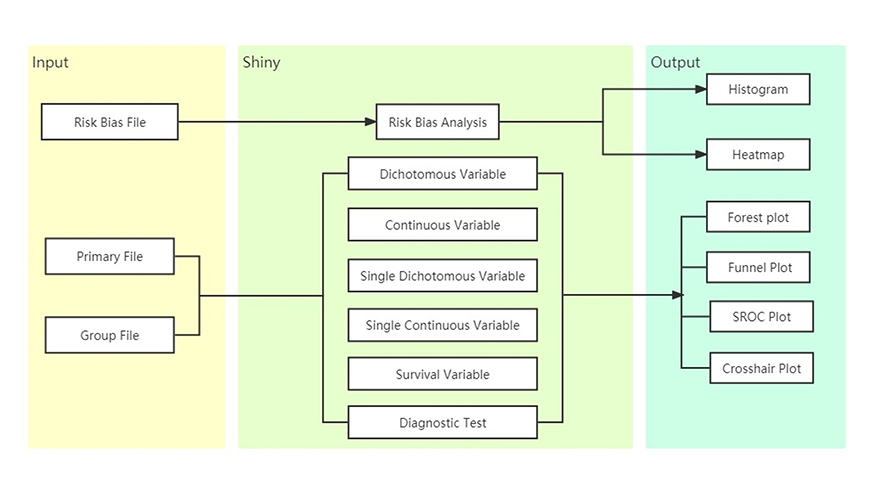 Input
Shiny
Output
Risk Bias File
Primary File
Group File
Risk Bias Analysis
Dichotomous Variable
Continuous Variable
Single Dichotomous Variable
Single Continuous Variable
Survival Variable
Diagnostic Test
Histogram
Heatmap
Forest plot
Funnel Plot
SROC Plot
Crosshair Plot